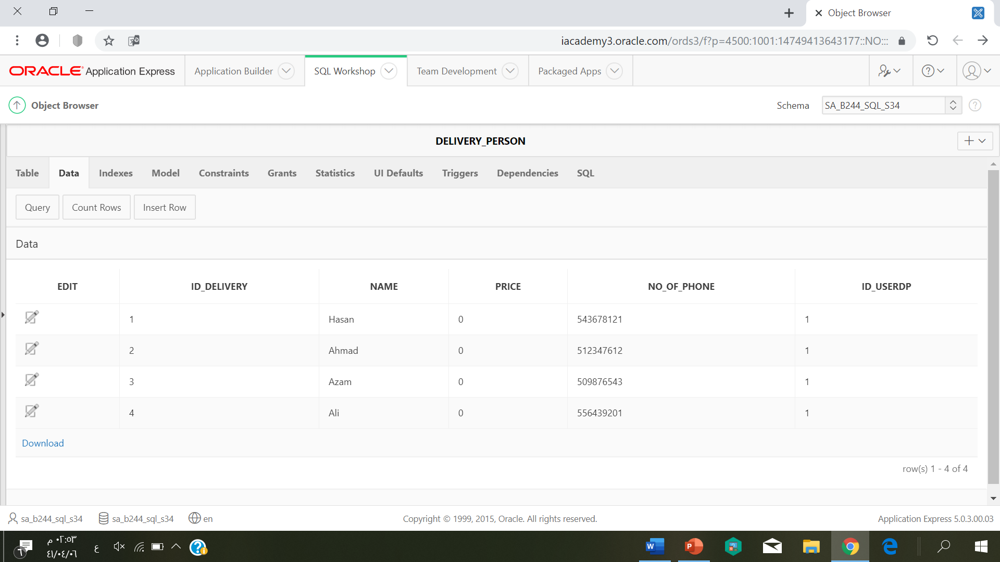 Object Browser
iacademy3.oracle.com/ords3/f?p=4500:1001:14749413643177::NO:::
ORACLE Application Express
Application Builder
SQL Workshop
Team Development
Packaged Apps
Object Browser
Schema
SA_B244_SQL_S34
DELIVERY_PERSON
Table Data Indexes Model Constraints Grants Statistics UI Defaults Triggers Dependencies SQL
Query Count Rows Insert Row
Data
EDIT ID_DELIVERY NAME PRICE NO_OF_PHONE ID_USERDP
1 Hasan 0 543678121 1
2 Ahmad 0 512347612 1
3 Azam 0 509876543 1
4 Ali 0 556439201 1
Download
row(s) 1 - 4 of 4
sa_b244_sql_s34 sa_b244_sql_s34 en
Copyright © 1999, 2015, Oracle. All rights reserved.
Application Express 5.0.3.00.03
٠٢:٥٣ م
٤١/٠٤/٠٦
٦
ع